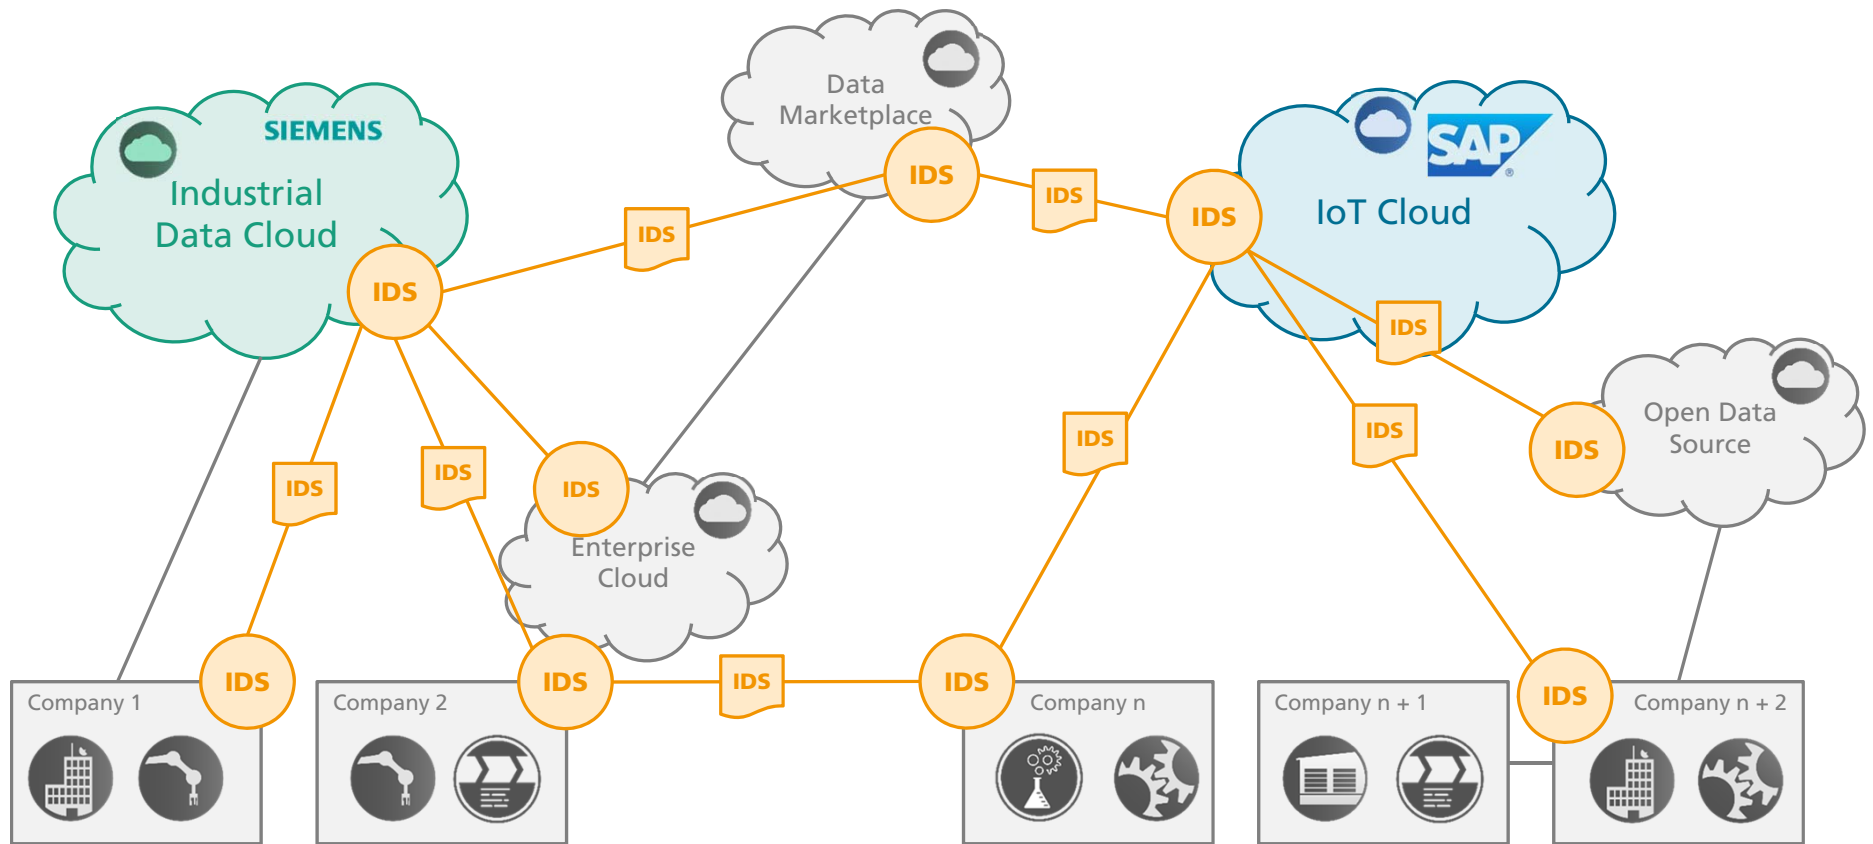 Data
Marketplace
IDS
SIEMENS
Industrial
Data Cloud
IDS
IDS
IDS
SAP
®
IoT Cloud
IDS
IDS
Open Data
Source
IDS
IDS
IDS
IDS
IDS
IDS
IDS
Enterprise
Cloud
Company 1
IDS
Company 2
IDS
IDS
IDS
Company n
Company n + 1
IDS
Company n + 2